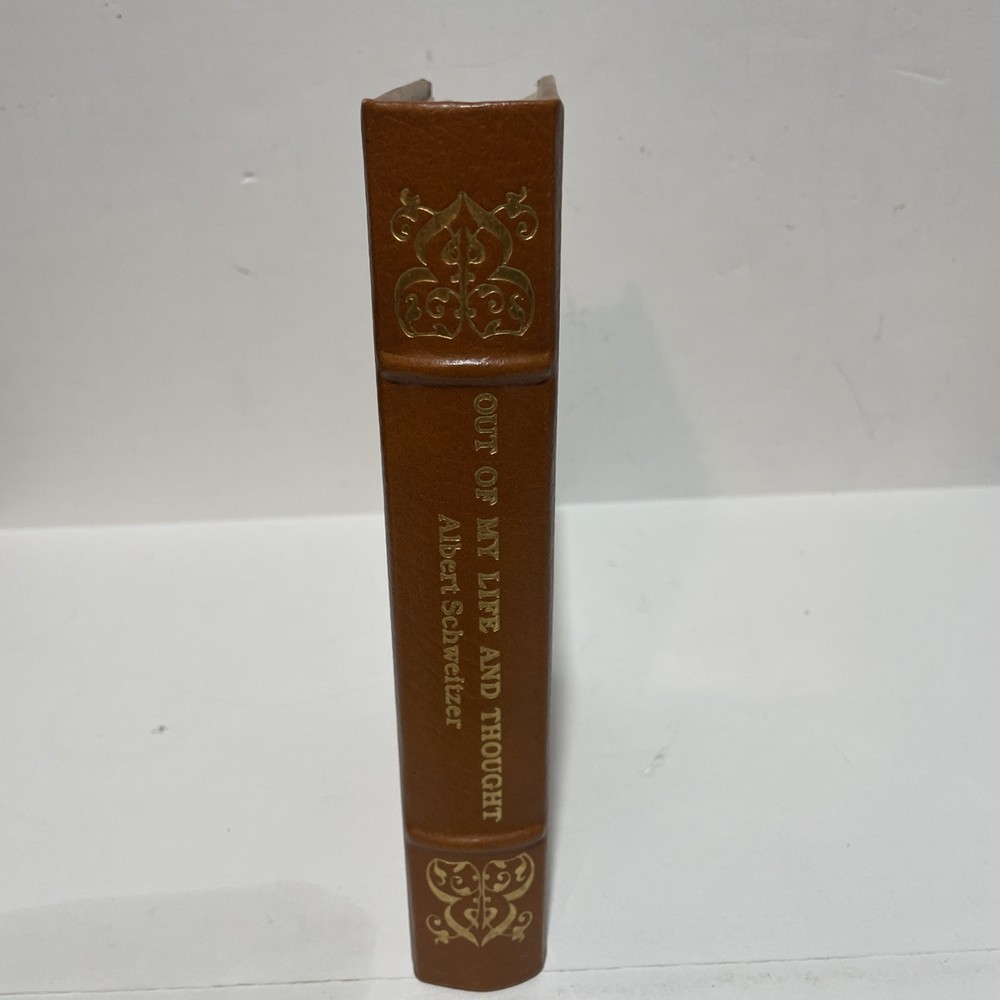 OUT OF MY LIFE AND THOUGHT
Albert Schweitzer